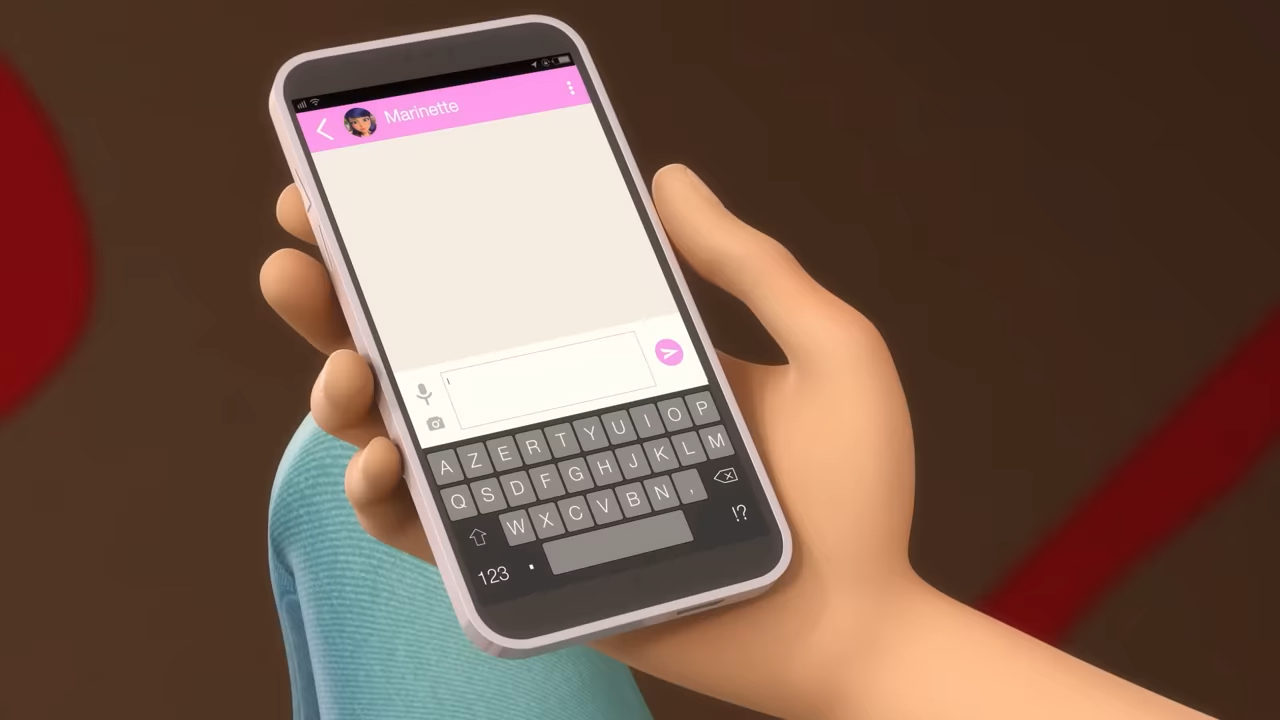 Marinette
A Z E R T Y U I O P
Q S D F G H J K L M
W X C V B N ,
123 . !?